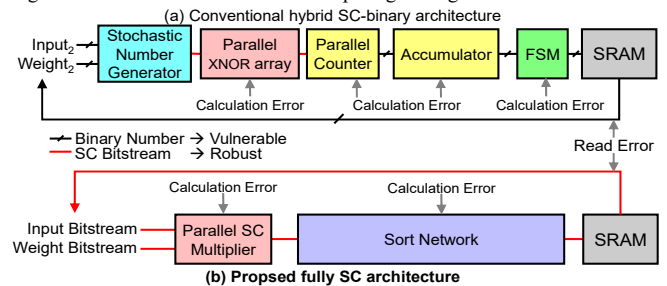 (a) Conventional hybrid SC-binary architecture
Input2
Weight2
Stochastic
Number
Generator
Parallel
XNOR array
Parallel
Counter
Accumulator
FSM
SRAM
Calculation Error
Calculation Error
Calculation Error
Binary Number → Vulnerable
SC Bitstream → Robust
Read Error
Calculation Error
Calculation Error
Input Bitstream
Weight Bitstream
Parallel SC
Multiplier
Sort Network
SRAM
(b) Propsed fully SC architecture